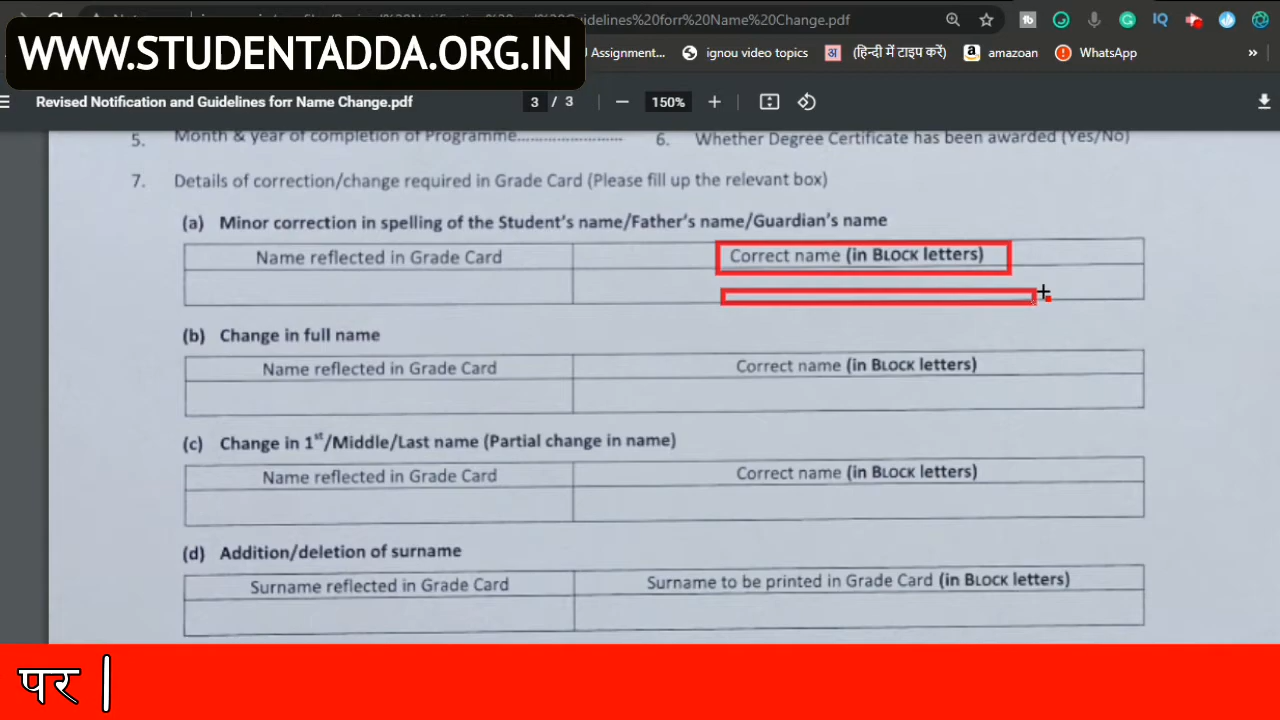 idelines%20forr%20Name%20Change.pdf
WWW.STUDENTADDA.ORG.IN
Assignment...
ignou video topics
अ (हिन्दी में टाइप करें)
amazoan
WhatsApp
»
Revised Notification and Guidelines forr Name Change.pdf
3 / 3
150%
5. Month & year of completion of Programme........................
6. Whether Degree Certificate has been awarded (Yes/No)
7. Details of correction/change required in Grade Card (Please fill up the relevant box)
(a) Minor correction in spelling of the Student's name/Father's name/Guardian's name
Name reflected in Grade Card
Correct name (in BLOCK letters)
(b) Change in full name
Name reflected in Grade Card
Correct name (in BLOCK letters)
(c) Change in 1st/Middle/Last name (Partial change in name)
Name reflected in Grade Card
Correct name (in BLOCK letters)
(d) Addition/deletion of surname
Surname reflected in Grade Card
Surname to be printed in Grade Card (in BLOCK letters)
पर |